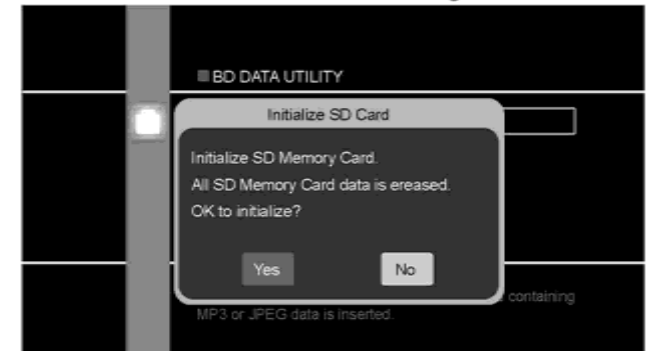 BD DATA UTILITY
Initialize SD Card
Initialize SD Memory Card.
All SD Memory Card data is ereased.
OK to initialize?
Yes
No
containing
MP3 or JPEG data is inserted.